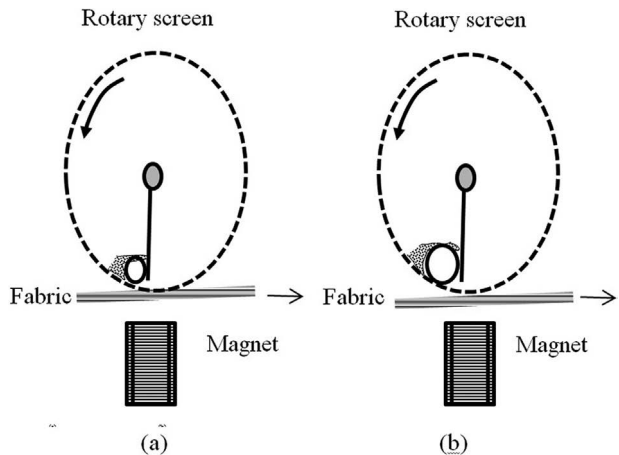 Rotary screen
Rotary screen
Fabric
Magnet
Fabric
Magnet
(a)
(b)